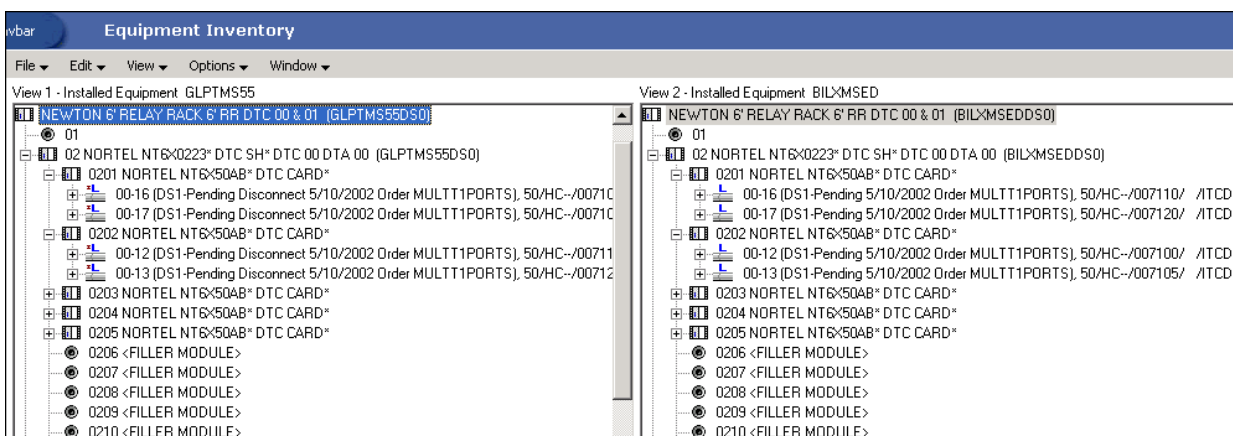 vbar Equipment Inventory
File Edit View Options Window
View 1 - Installed Equipment GLPTMS55
NEWTON 6' RELAY RACK 6' RR DTC 00 & 01 (GLPTMS55DS0)
01
02 NORTEL NT6X0223* DTC SH* DTC 00 DTA 00 (GLPTMS55DS0)
0201 NORTEL NT6X50AB* DTC CARD*
00-16 (DS1-Pending Disconnect 5/10/2002 Order MULTT1PORTS), 50/HC--/0071
00-17 (DS1-Pending Disconnect 5/10/2002 Order MULTT1PORTS), 50/HC--/0071
0202 NORTEL NT6X50AB* DTC CARD*
00-12 (DS1-Pending Disconnect 5/10/2002 Order MULTT1PORTS), 50/HC--/00711
00-13 (DS1-Pending Disconnect 5/10/2002 Order MULTT1PORTS), 50/HC--/00712
0203 NORTEL NT6X50AB* DTC CARD*
0204 NORTEL NT6X50AB* DTC CARD*
0205 NORTEL NT6X50AB* DTC CARD*
0206 <FILLER MODULE>
0207 <FILLER MODULE>
0208 <FILLER MODULE>
0209 <FILLER MODULE>
0210 <FILLER MODULE>
View 2 - Installed Equipment BILXMSED
NEWTON 6' RELAY RACK 6' RR DTC 00 & 01 (BILXMSEDDS0)
01
02 NORTEL NT6X0223* DTC SH* DTC 00 DTA 00 (BILXMSEDDS0)
0201 NORTEL NT6X50AB* DTC CARD*
00-16 (DS1-Pending 5/10/2002 Order MULTT1PORTS), 50/HC--/007110/ /ITCD
00-17 (DS1-Pending 5/10/2002 Order MULTT1PORTS), 50/HC--/007120/ /ITCD
0202 NORTEL NT6X50AB* DTC CARD*
00-12 (DS1-Pending 5/10/2002 Order MULTT1PORTS), 50/HC--/007100/ /ITCD
00-13 (DS1-Pending 5/10/2002 Order MULTT1PORTS), 50/HC--/007105/ /ITCD
0203 NORTEL NT6X50AB* DTC CARD*
0204 NORTEL NT6X50AB* DTC CARD*
0205 NORTEL NT6X50AB* DTC CARD*
0206 <FILLER MODULE>
0207 <FILLER MODULE>
0208 <FILLER MODULE>
0209 <FILLER MODULE>
0210 <FILLER MODULE>